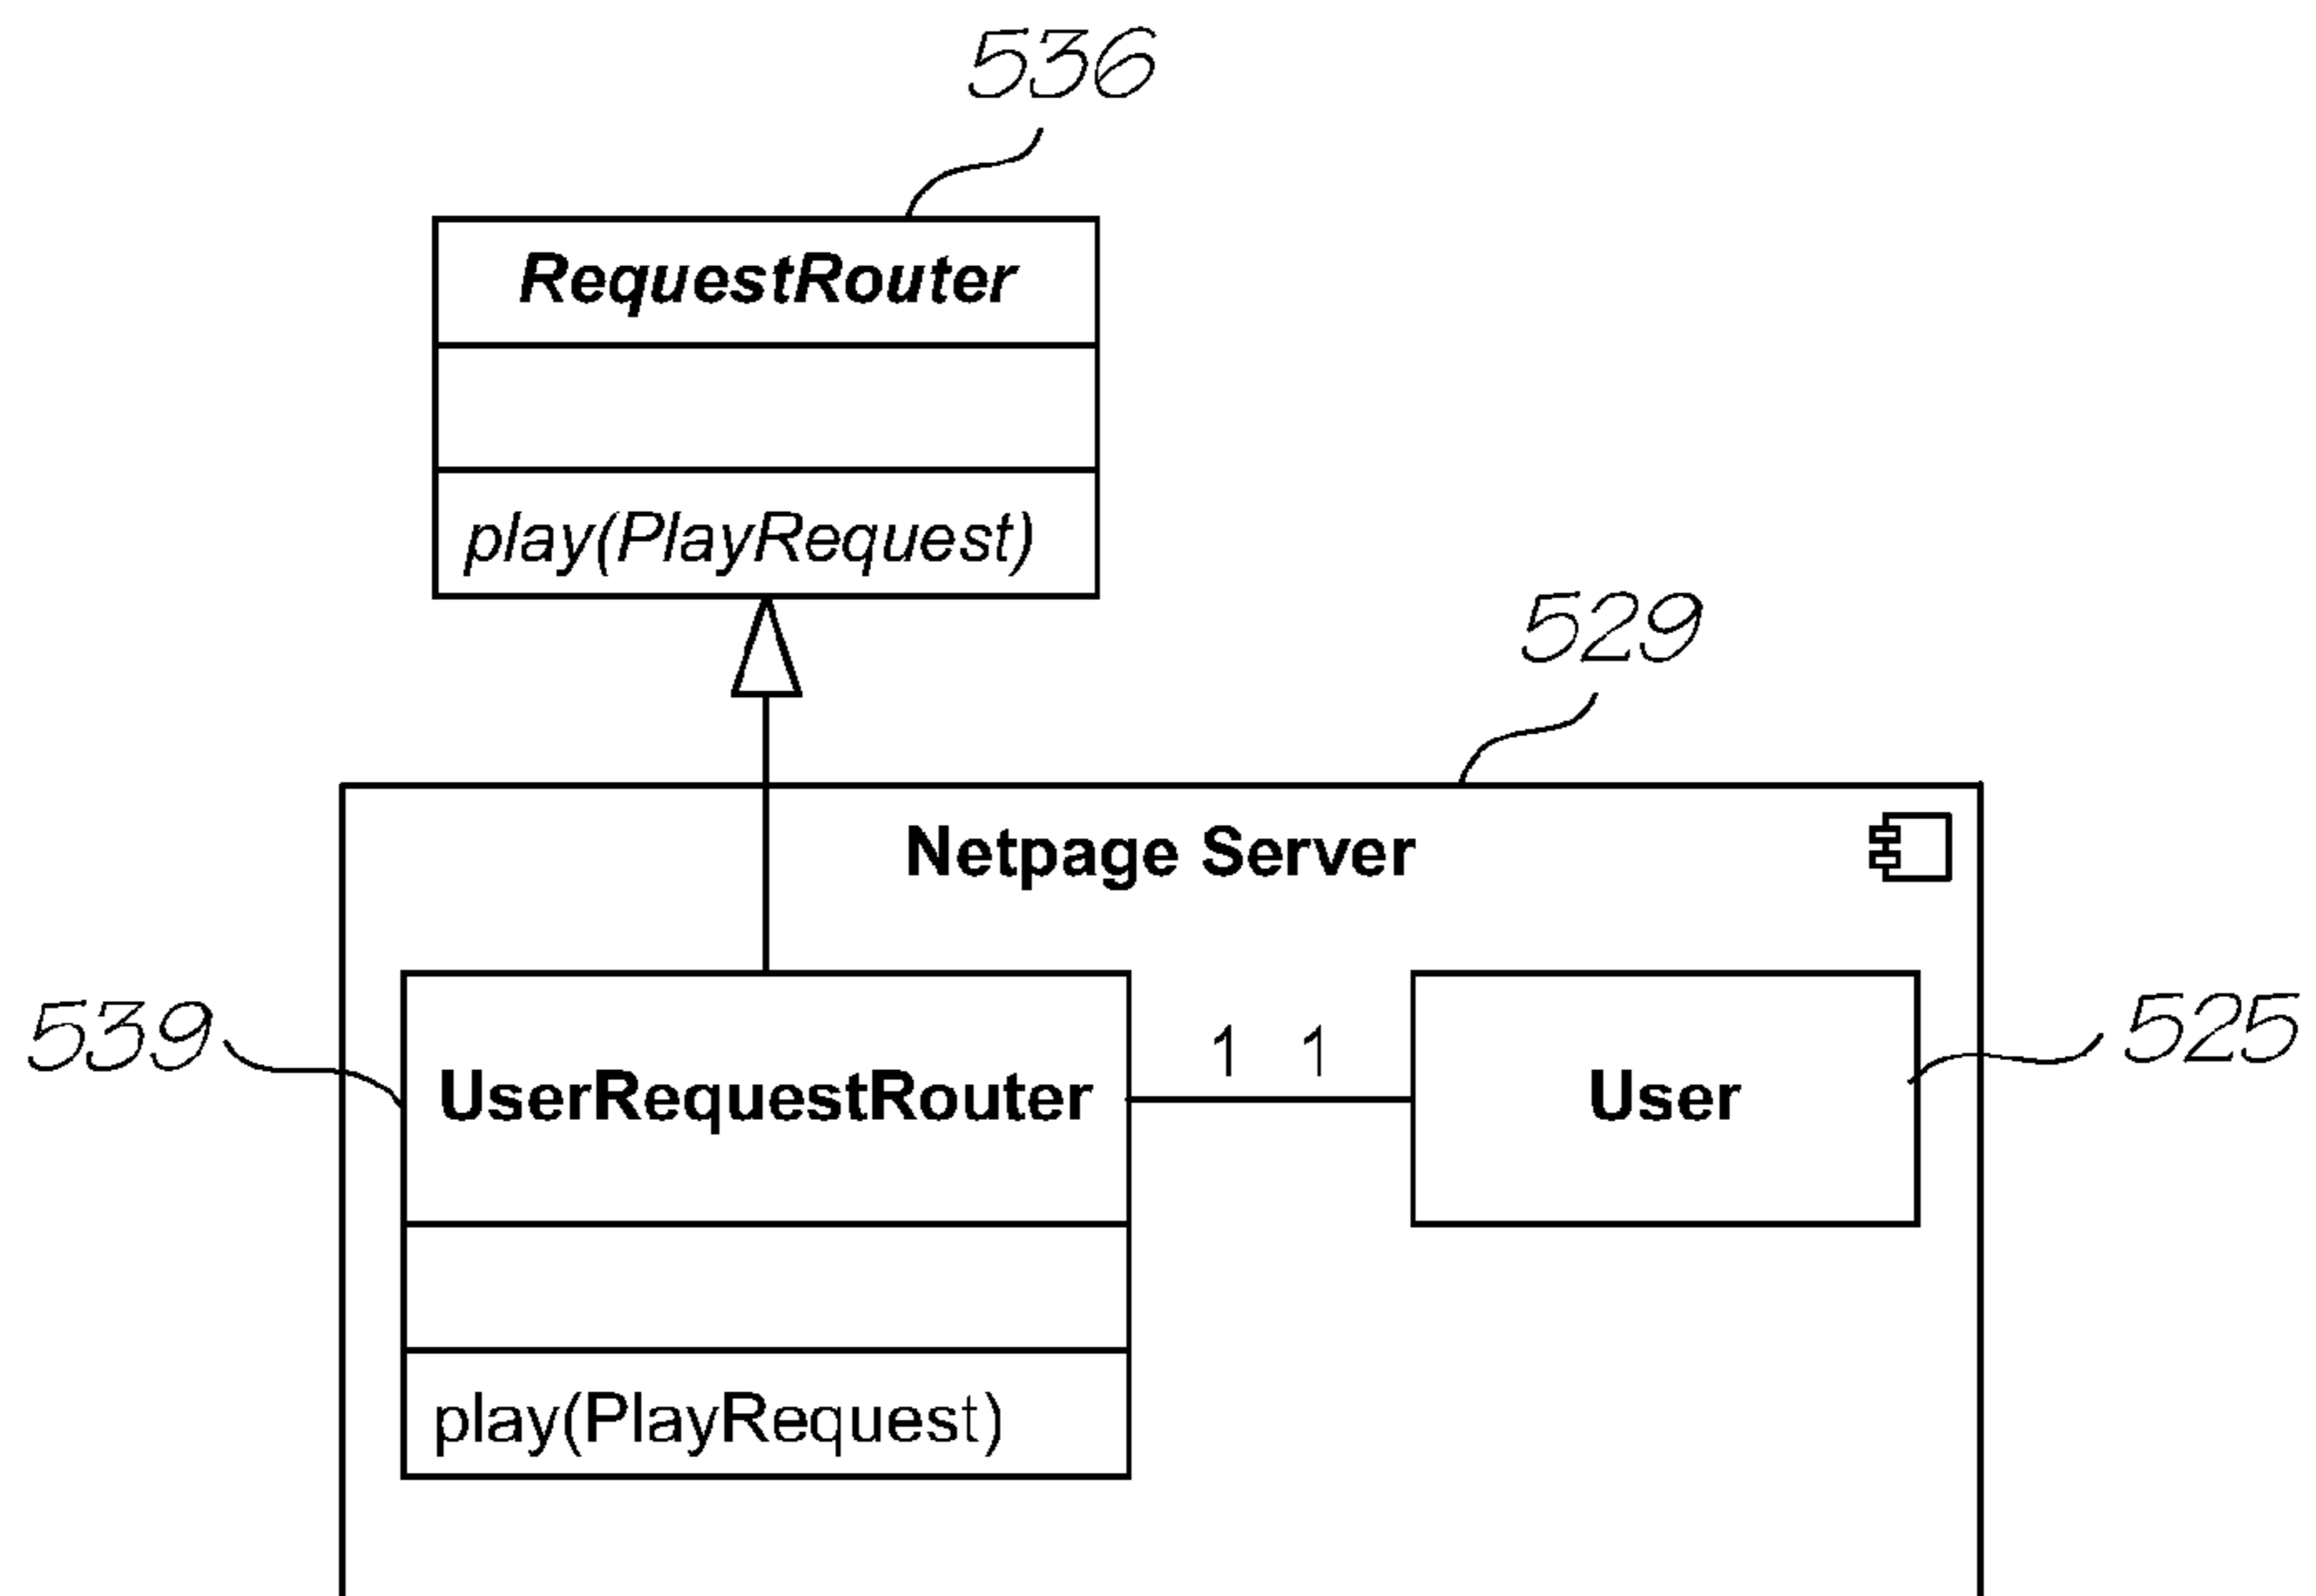 536
RequestRouter
play(PlayRequest)
529
Netpage Server
539
UserRequestRouter
1 1
User
525
play(PlayRequest)